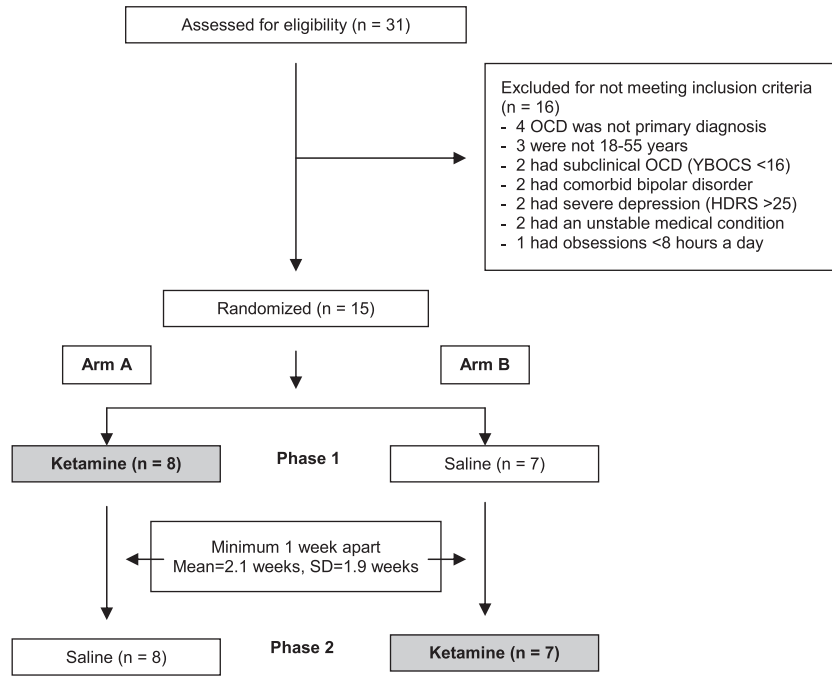 Assessed for eligibility (n = 31)
Excluded for not meeting inclusion criteria
(n = 16)
- 4 OCD was not primary diagnosis
- 3 were not 18-55 years
- 2 had subclinical OCD (YBOCS <16)
- 2 had comorbid bipolar disorder
- 2 had severe depression (HDRS >25)
- 2 had an unstable medical condition
- 1 had obsessions <8 hours a day
Randomized (n = 15)
Arm A
Arm B
Ketamine (n = 8)
Phase 1
Saline (n = 7)
Minimum 1 week apart
Mean=2.1 weeks, SD=1.9 weeks
Saline (n = 8)
Phase 2
Ketamine (n = 7)